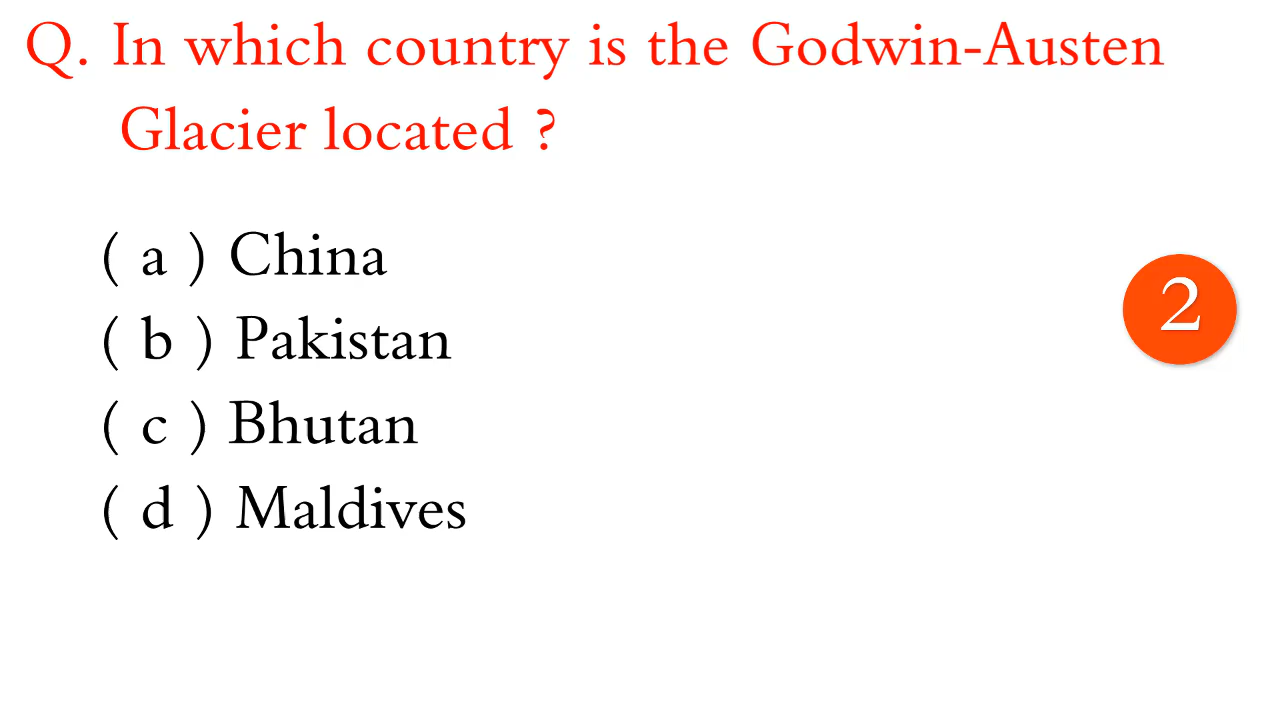 Q. In which country is the Godwin-Austen
Glacier located ?
( a ) China
( b ) Pakistan
2
( c ) Bhutan
( d ) Maldives